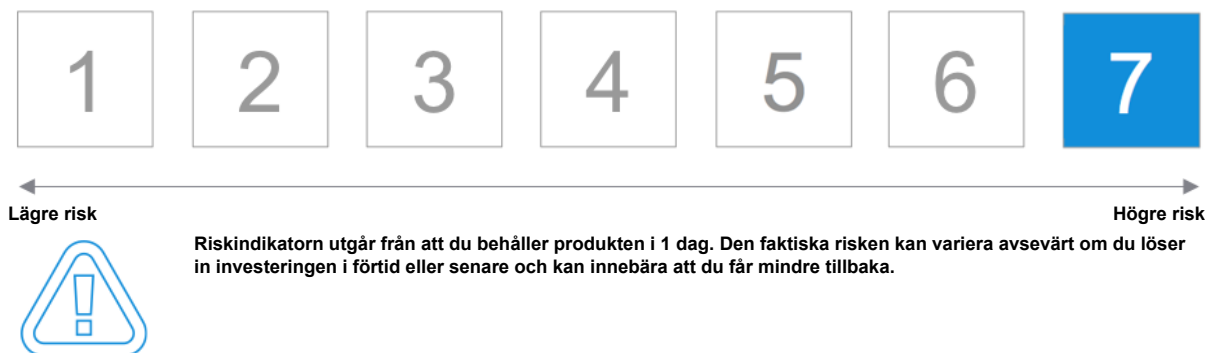 1 2 3 4 5 6 7
Lägre risk Högre risk
Riskindikatorn utgår från att du behåller produkten i 1 dag. Den faktiska risken kan variera avsevärt om du löser
in investeringen i förtid eller senare och kan innebära att du får mindre tillbaka.